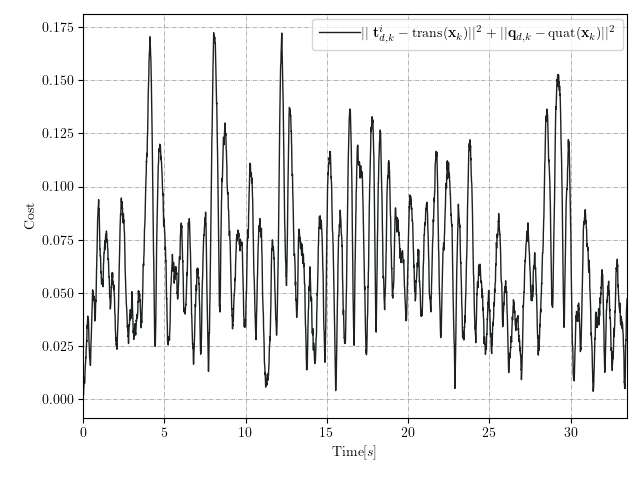 || t^i_{d,k} − trans(x_k)||² + ||q_{d,k} − quat(x_k)||²
0.175
0.150
0.125
0.100
0.075
0.050
0.025
0.000
Cost
0 5 10 15 20 25 30
Time[s]